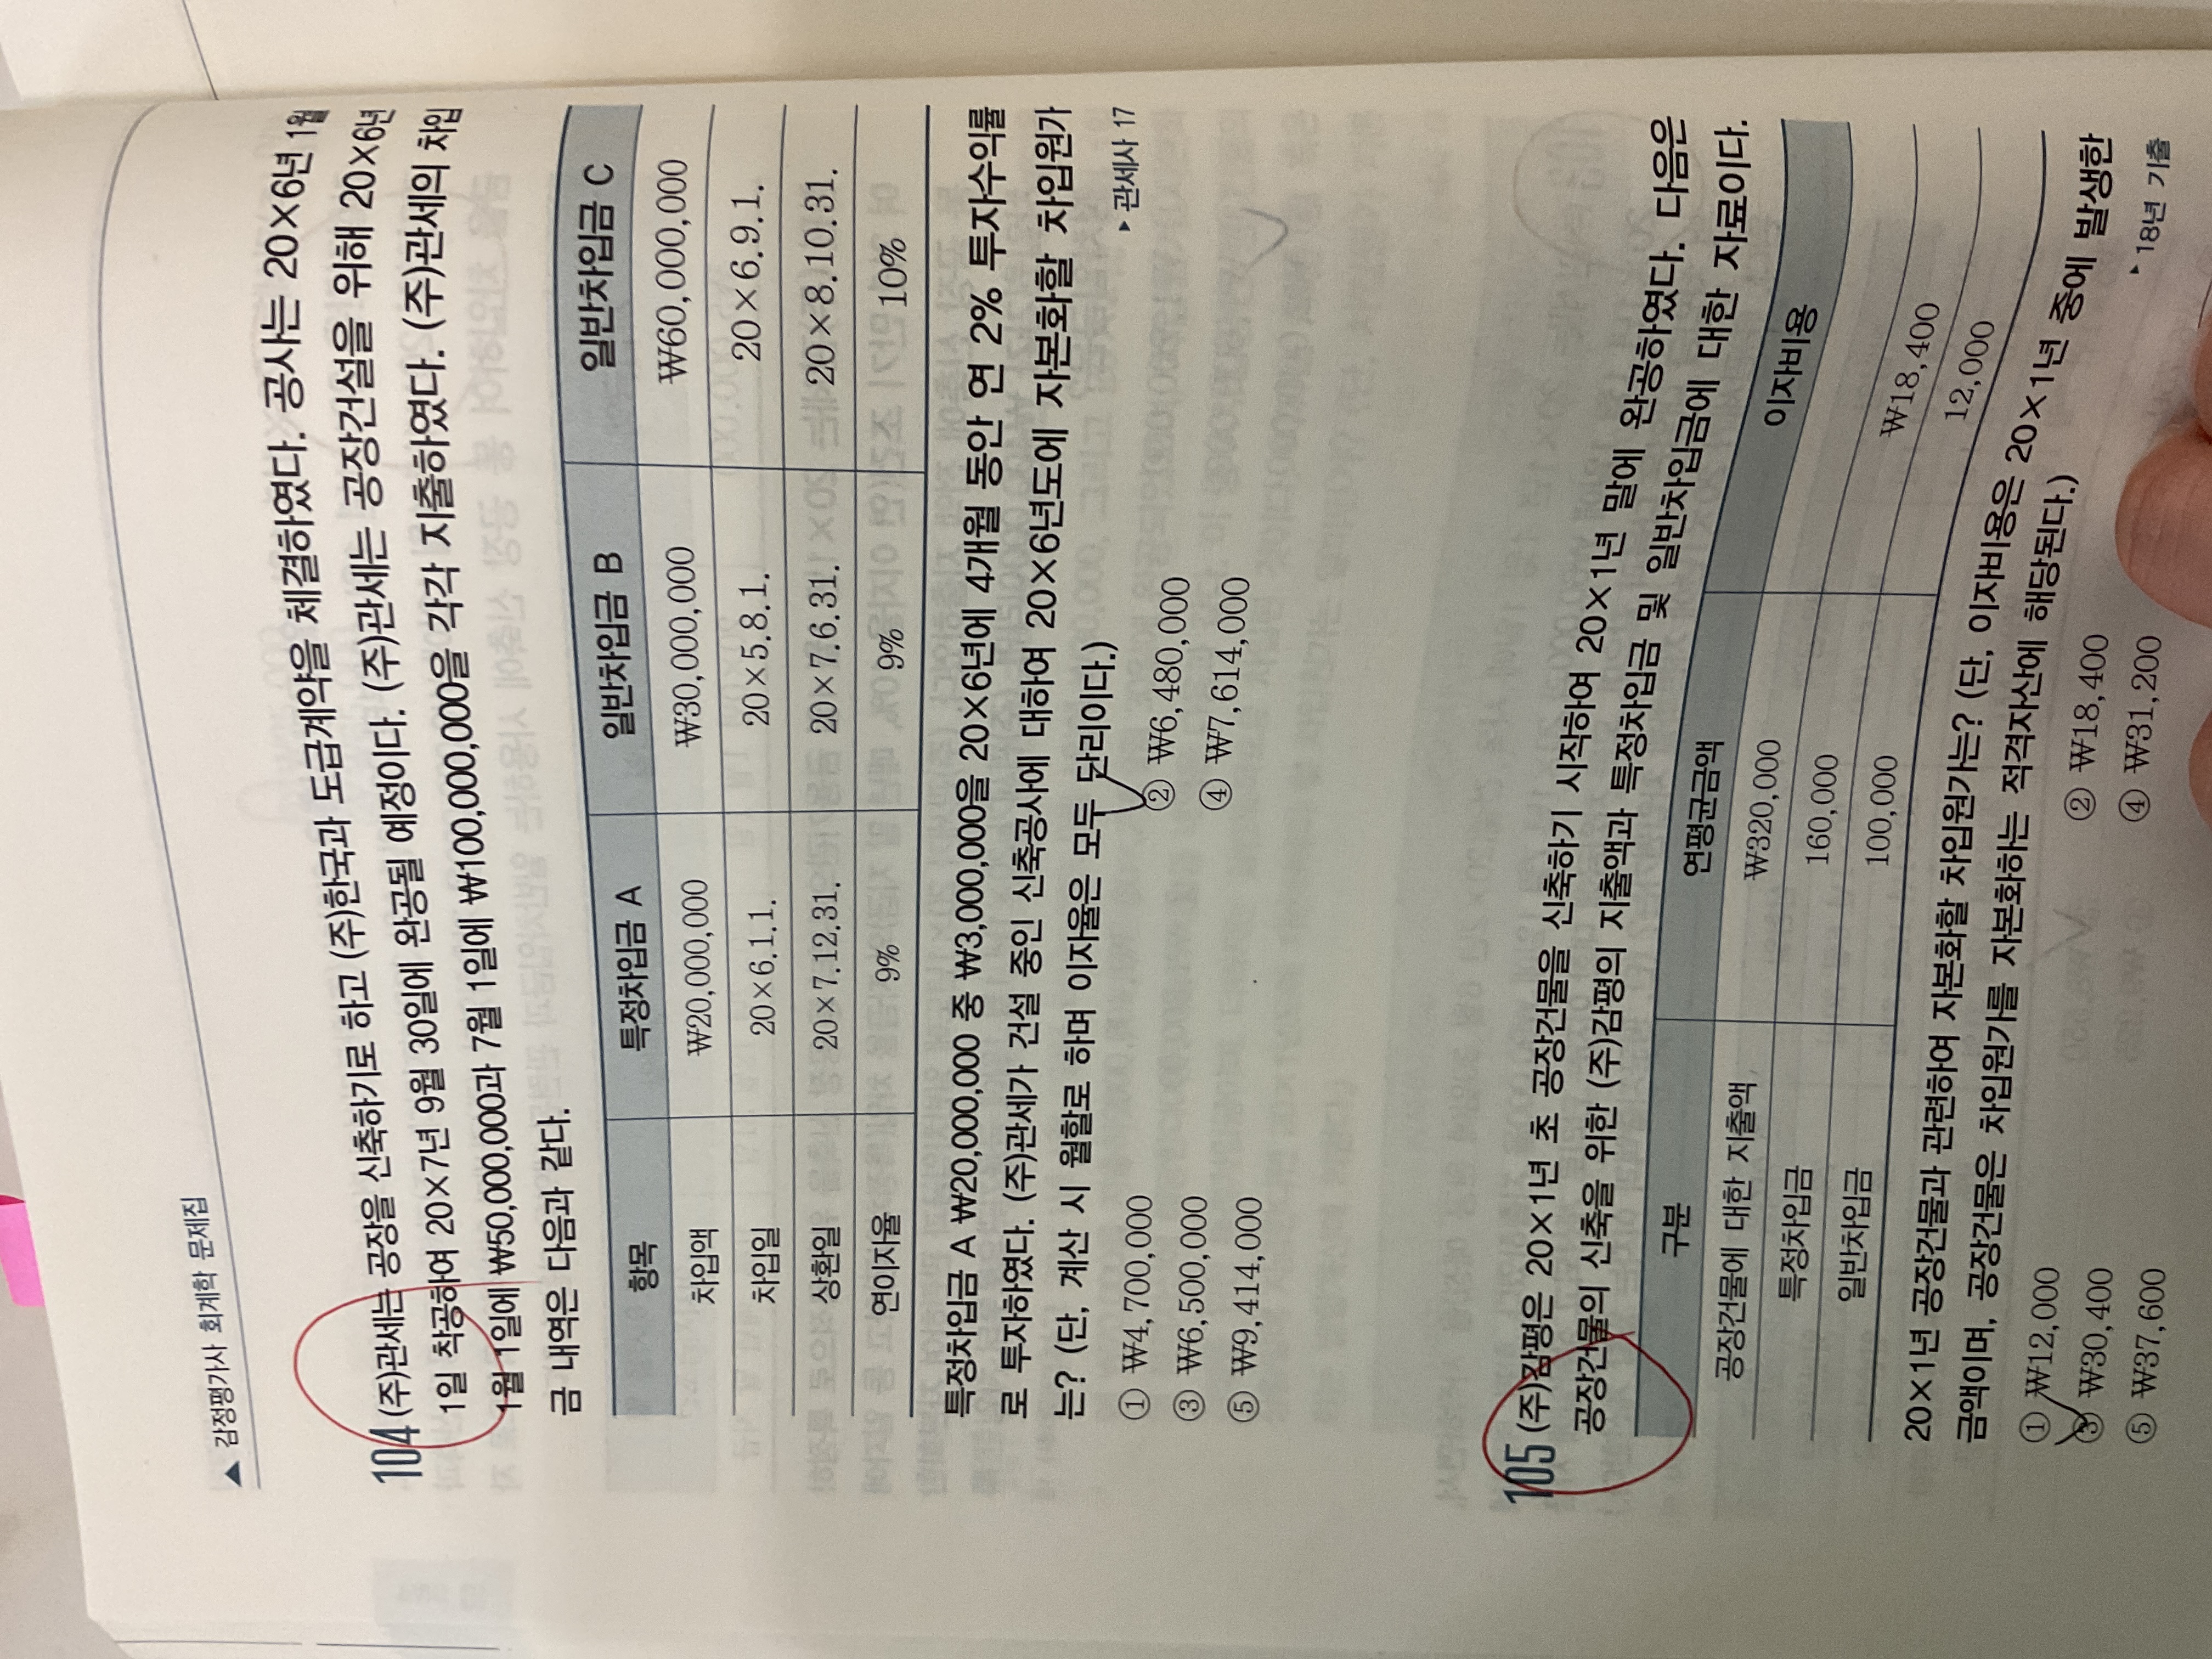 ▲ 감정평가사 회계학 문제집
104 (주)관세는 공장을 신축하기로 하고 (주)한국과 도급계약을 체결하였다. 공사는 20×6년 1월
1일 착공하여 20×7년 9월 30일에 완공될 예정이다. (주)관세는 공장건설을 위해 20×6년
1월 1일에 ₩50,000,000과 7월 1일에 ₩100,000,000을 각각 지출하였다. (주)관세의 차입
금 내역은 다음과 같다.
항목 특정차입금 A 일반차입금 B 일반차입금 C
차입액 ₩20,000,000 ₩30,000,000 ₩60,000,000
차입일 20×6.1.1. 20×5.8.1. 20×6.9.1.
상환일 20×7.12.31. 20×7.6.31. 20×8.10.31.
연이자율 9% 9% 10%
특정차입금 A ₩20,000,000 중 ₩3,000,000을 20×6년에 4개월 동안 연 2% 투자수익률
로 투자하였다. (주)관세가 건설 중인 신축공사에 대하여 20×6년도에 자본화할 차입원가
는? (단, 계산 시 월할로 하며 이자율은 모두 단리이다.) ▸관세사 17
① ₩4,700,000 ② ₩6,480,000
③ ₩6,500,000 ④ ₩7,614,000
⑤ ₩9,414,000
105 (주)감평은 20×1년 초 공장건물을 신축하기 시작하여 20×1년 말에 완공하였다. 다음은
공장건물의 신축을 위한 (주)감평의 지출액과 특정차입금 및 일반차입금에 대한 자료이다.
구분 연평균금액 이자비용
공장건물에 대한 지출액 ₩320,000
특정차입금 160,000 ₩18,400
일반차입금 100,000 12,000
20×1년 공장건물과 관련하여 자본화할 차입원가는? (단, 이자비용은 20×1년 중에 발생한
금액이며, 공장건물은 차입원가를 자본화하는 적격자산에 해당된다.) ▸18년 기출
① ₩12,000 ② ₩18,400
③ ₩30,400 ④ ₩31,200
⑤ ₩37,600